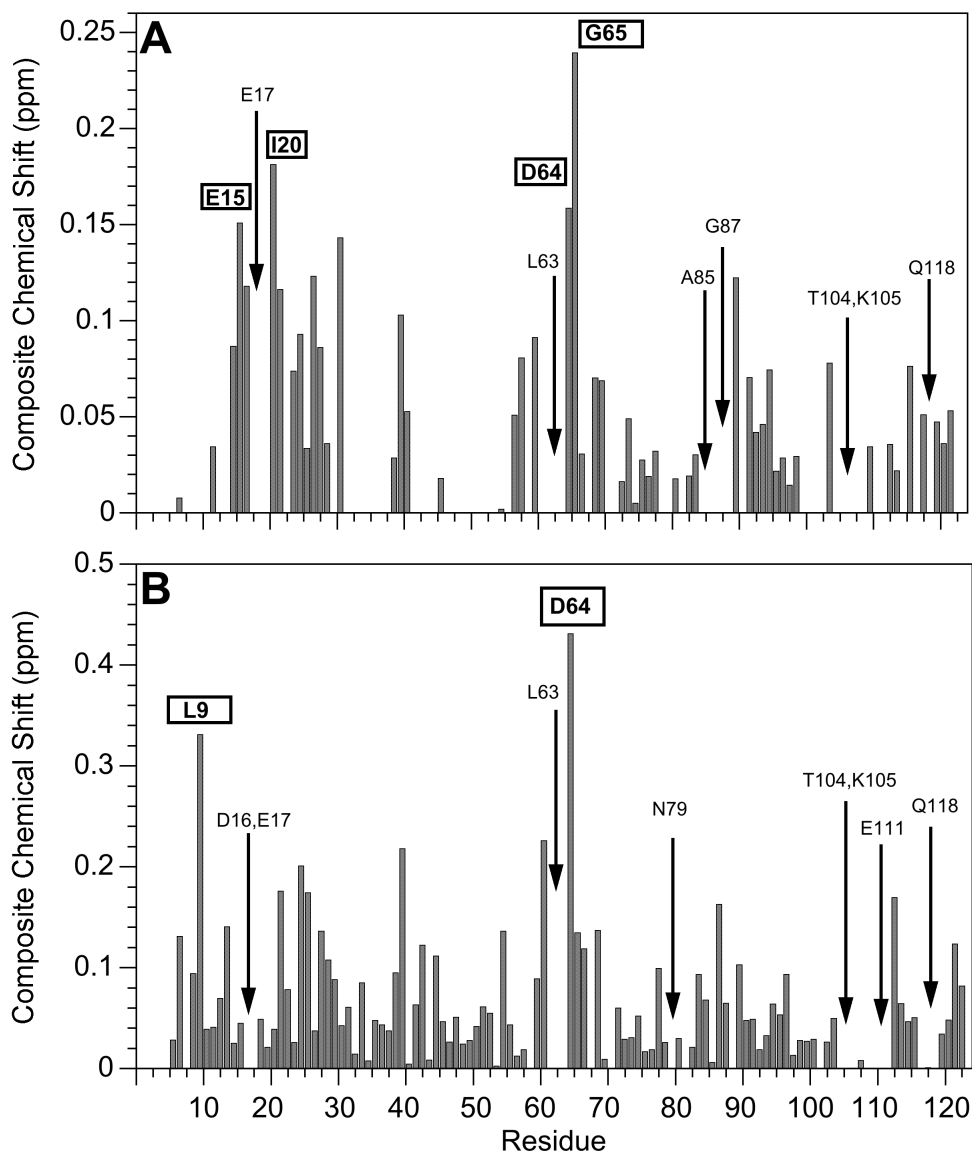 A
G65
0.25
E17
0.2
I20
D64
E15
G87
0.15
L63
A85
Q118
T104,K105
0.1
0.05
0
Composite Chemical Shift (ppm)
0.5
B
D64
0.4
L63
L9
0.3
T104,K105
N79
Q118
D16,E17
E111
0.2
0.1
0
Composite Chemical Shift (ppm)
10 20 30 40 50 60 70 80 90 100 110 120
Residue